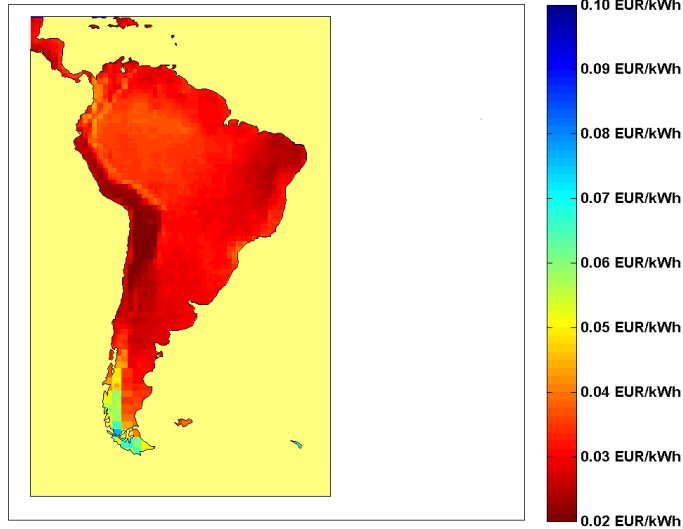 0.10 EUR/kWh
0.09 EUR/kWh
0.08 EUR/kWh
0.07 EUR/kWh
0.06 EUR/kWh
0.05 EUR/kWh
0.04 EUR/kWh
0.03 EUR/kWh
0.02 EUR/kWh